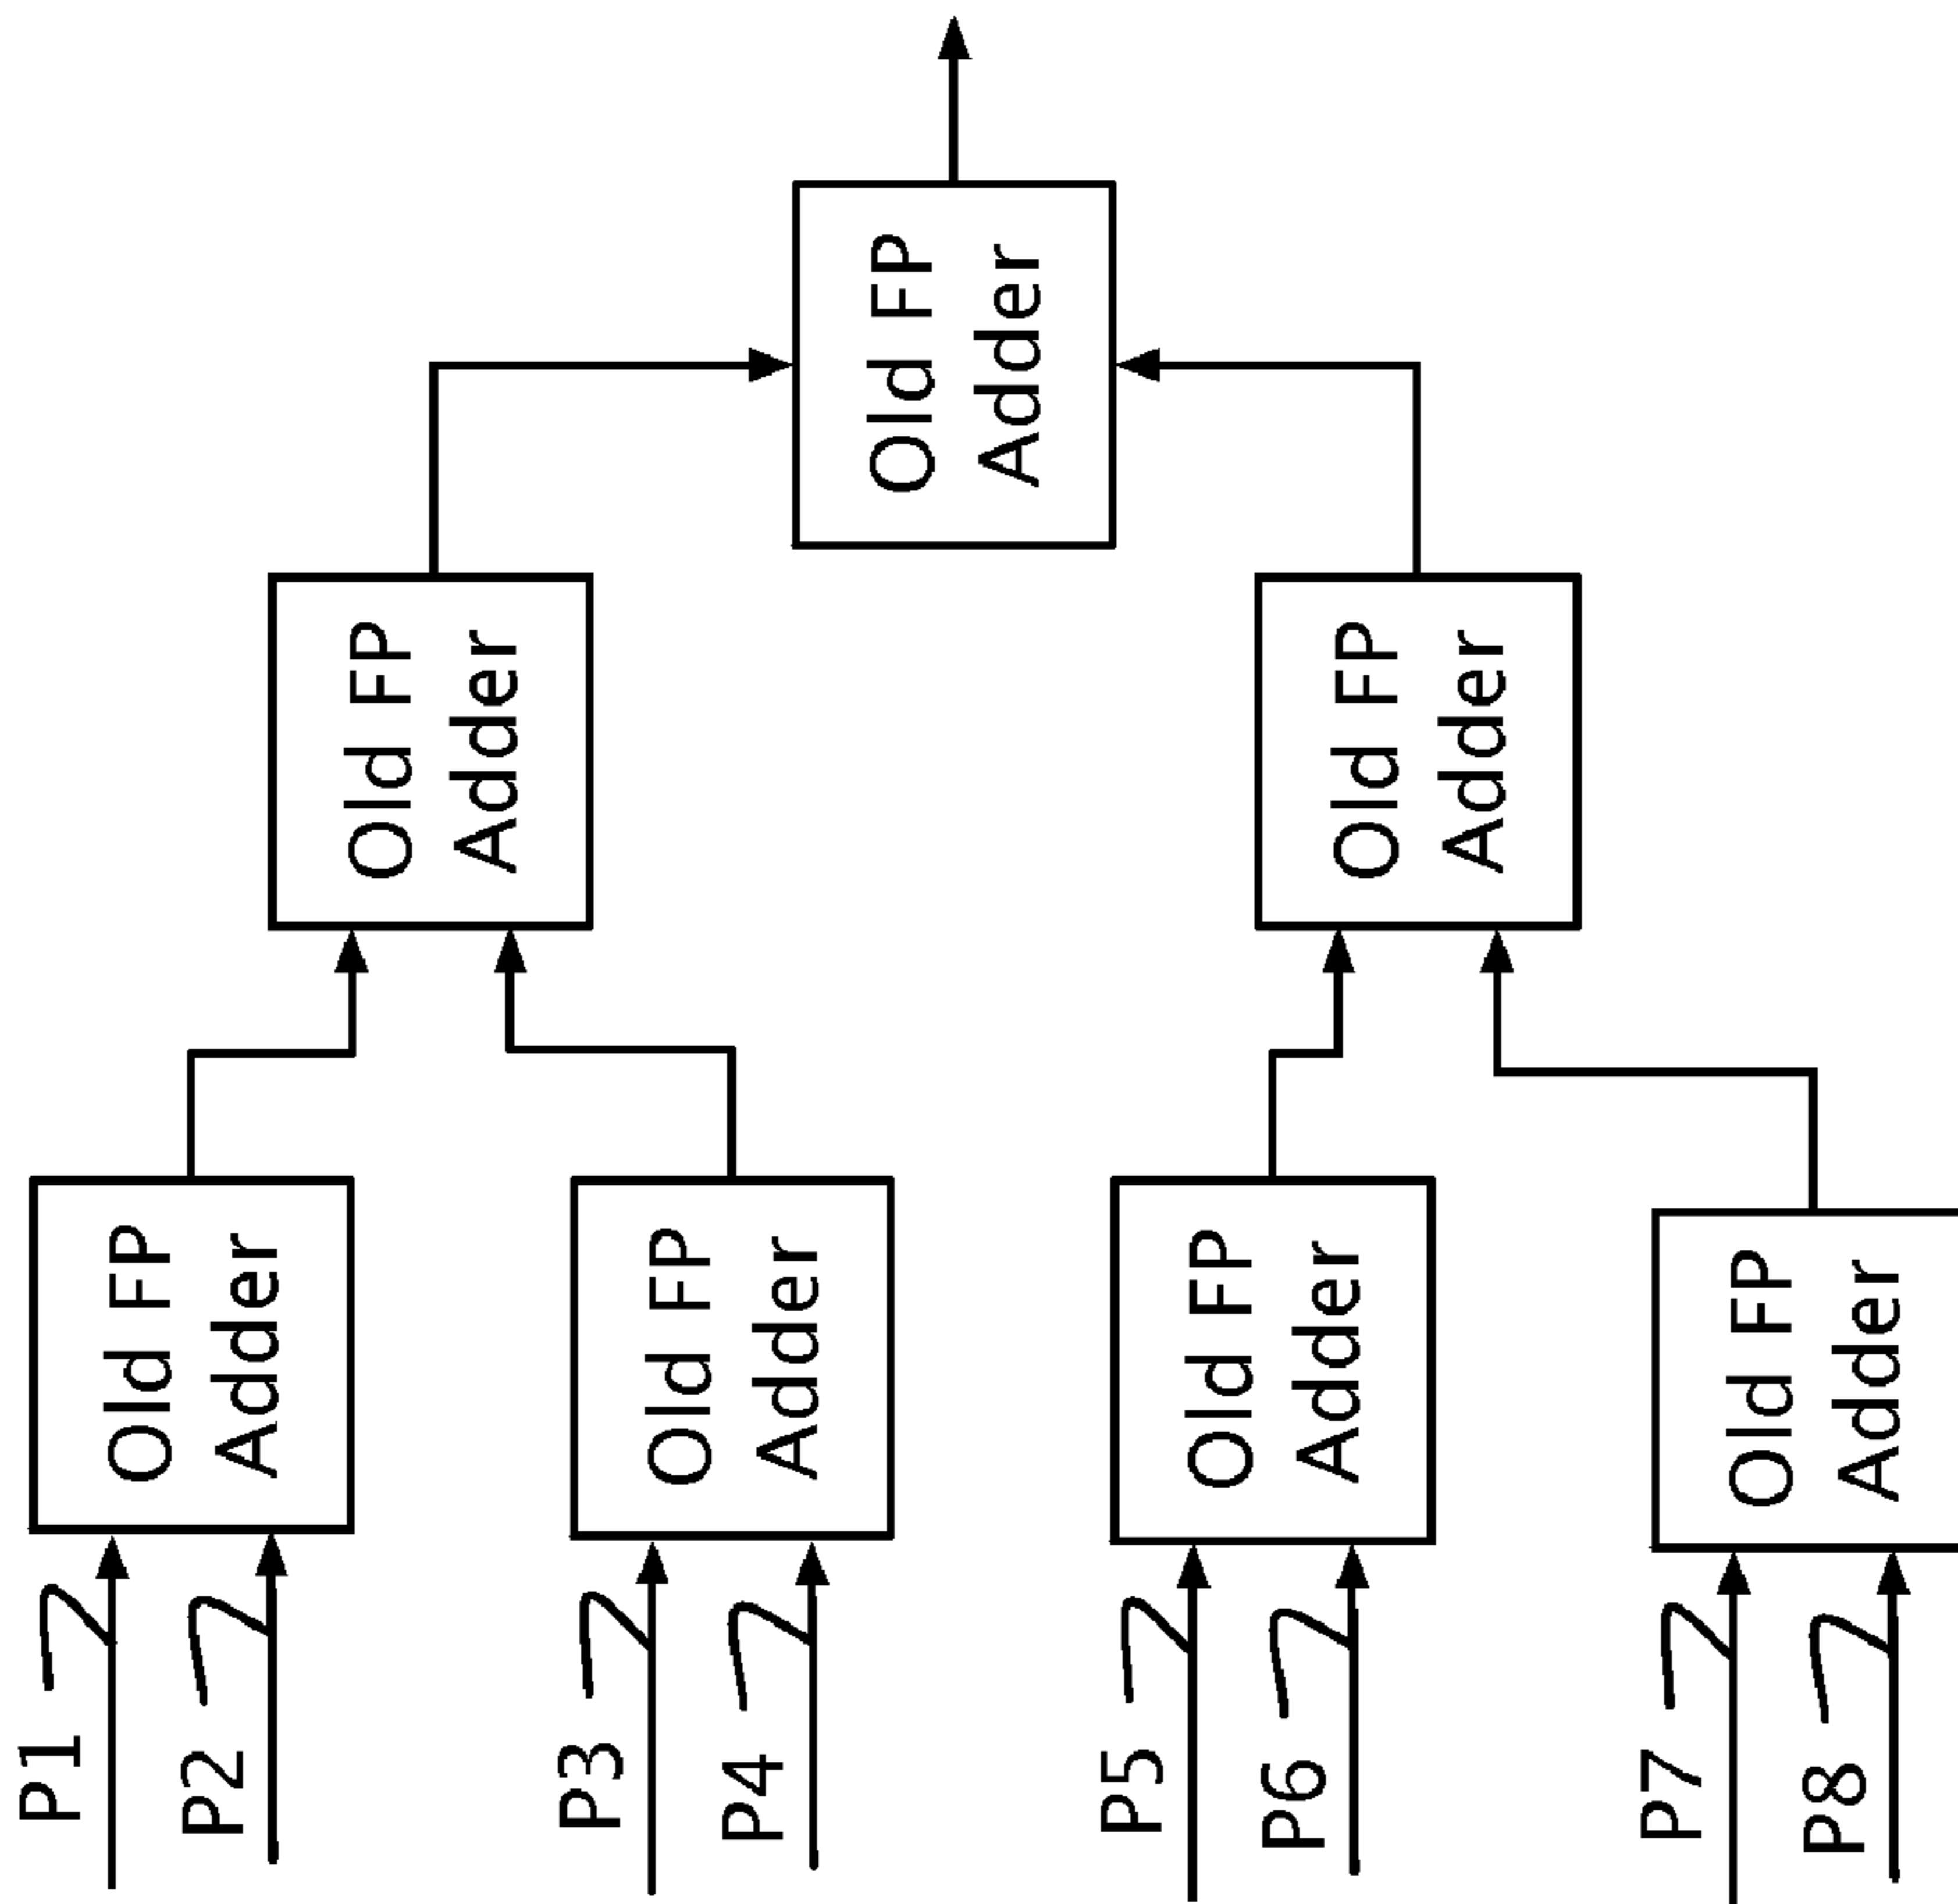 P1
P2
Old FP
Adder
P3
P4
Old FP
Adder
P5
P6
Old FP
Adder
P7
P8
Old FP
Adder
Old FP
Adder
Old FP
Adder
Old FP
Adder